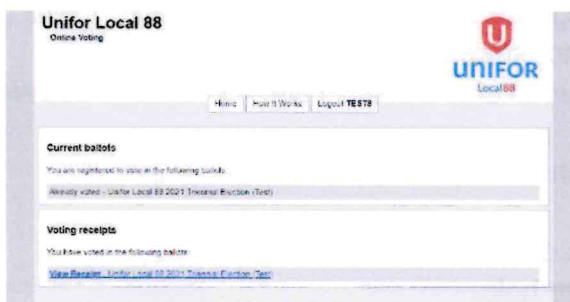 Unifor Local 88
Online Voting
UNIFOR
Local88
Home How It Works Logout TEST8
Current ballots
You are registered to vote in the following ballots
Already voted - Unifor Local 88 2021 Triennial Election (Test)
Voting receipts
You have voted in the following ballots
View Receipt - Unifor Local 88 2021 Triennial Election (Test)